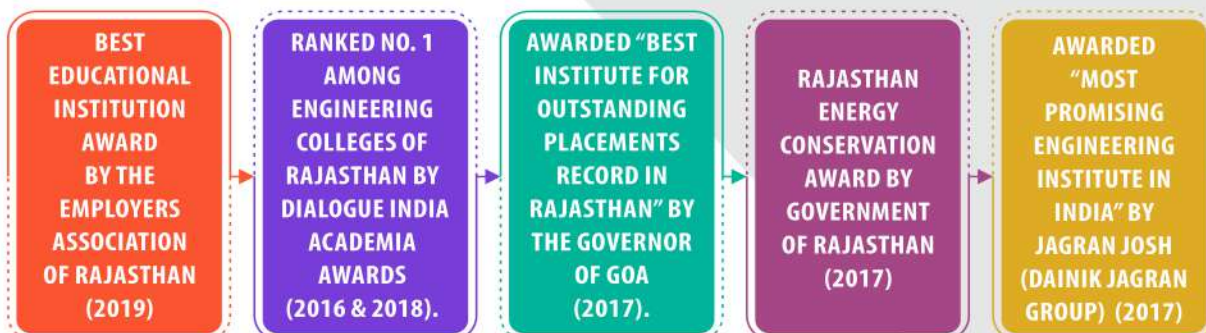 BEST
EDUCATIONAL
INSTITUTION
AWARD
BY THE
EMPLOYERS
ASSOCIATION
OF RAJASTHAN
(2019)
RANKED NO. 1
AMONG
ENGINEERING
COLLEGES OF
RAJASTHAN BY
DIALOGUE INDIA
ACADEMIA
AWARDS
(2016 & 2018).
AWARDED “BEST
INSTITUTE FOR
OUTSTANDING
PLACEMENTS
RECORD IN
RAJASTHAN” BY
THE GOVERNOR
OF GOA
(2017).
RAJASTHAN
ENERGY
CONSERVATION
AWARD BY
GOVERNMENT
OF RAJASTHAN
(2017)
AWARDED
“MOST
PROMISING
ENGINEERING
INSTITUTE IN
INDIA” BY
JAGRAN JOSH
(DAINIK JAGRAN
GROUP) (2017)